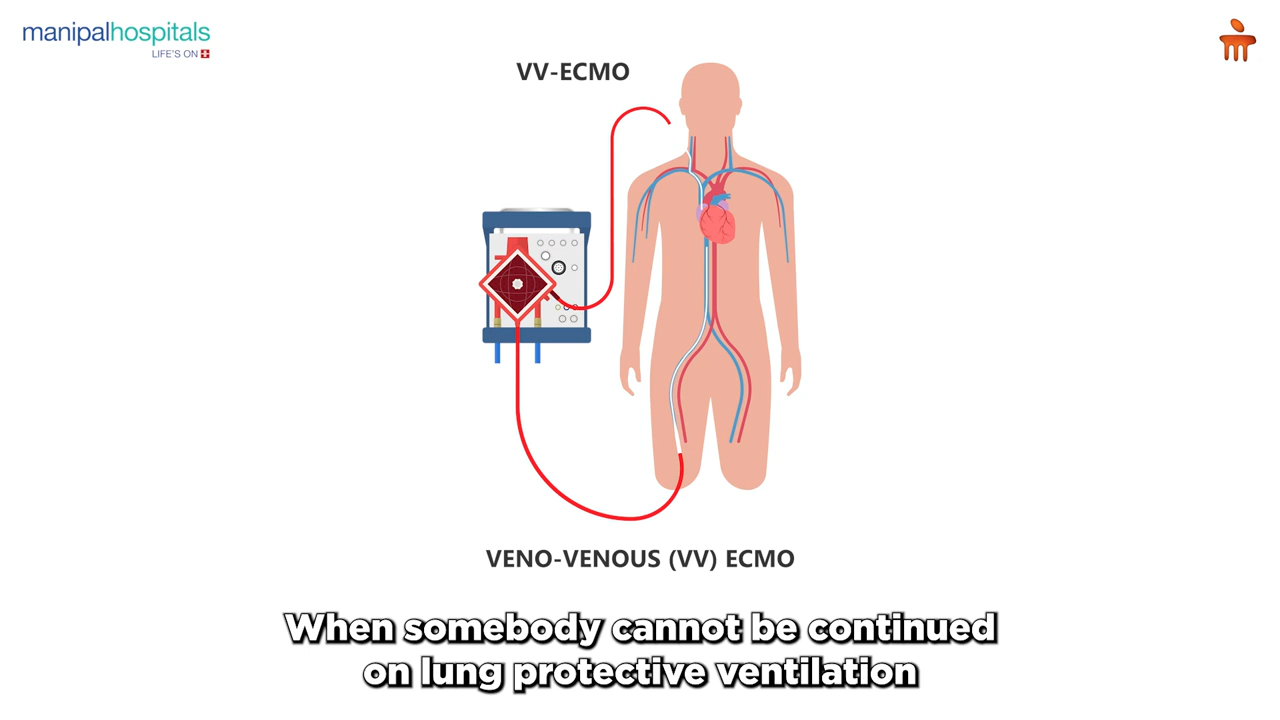 manipalhospitals
LIFE'S ON
VV-ECMO
VENO-VENOUS (VV) ECMO
When somebody cannot be continued
on lung protective ventilation